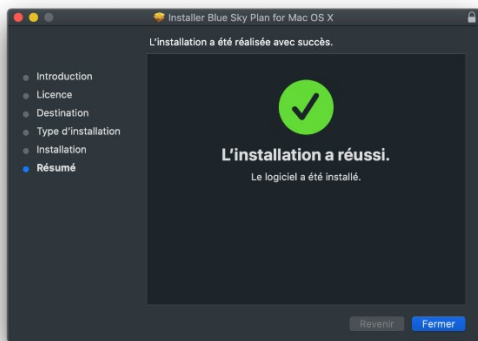 Installer Blue Sky Plan for Mac OS X
L'installation a été réalisée avec succès.
Introduction
Licence
Destination
Type d'installation
Installation
Résumé
L'installation a réussi.
Le logiciel a été installé.
Revenir
Fermer